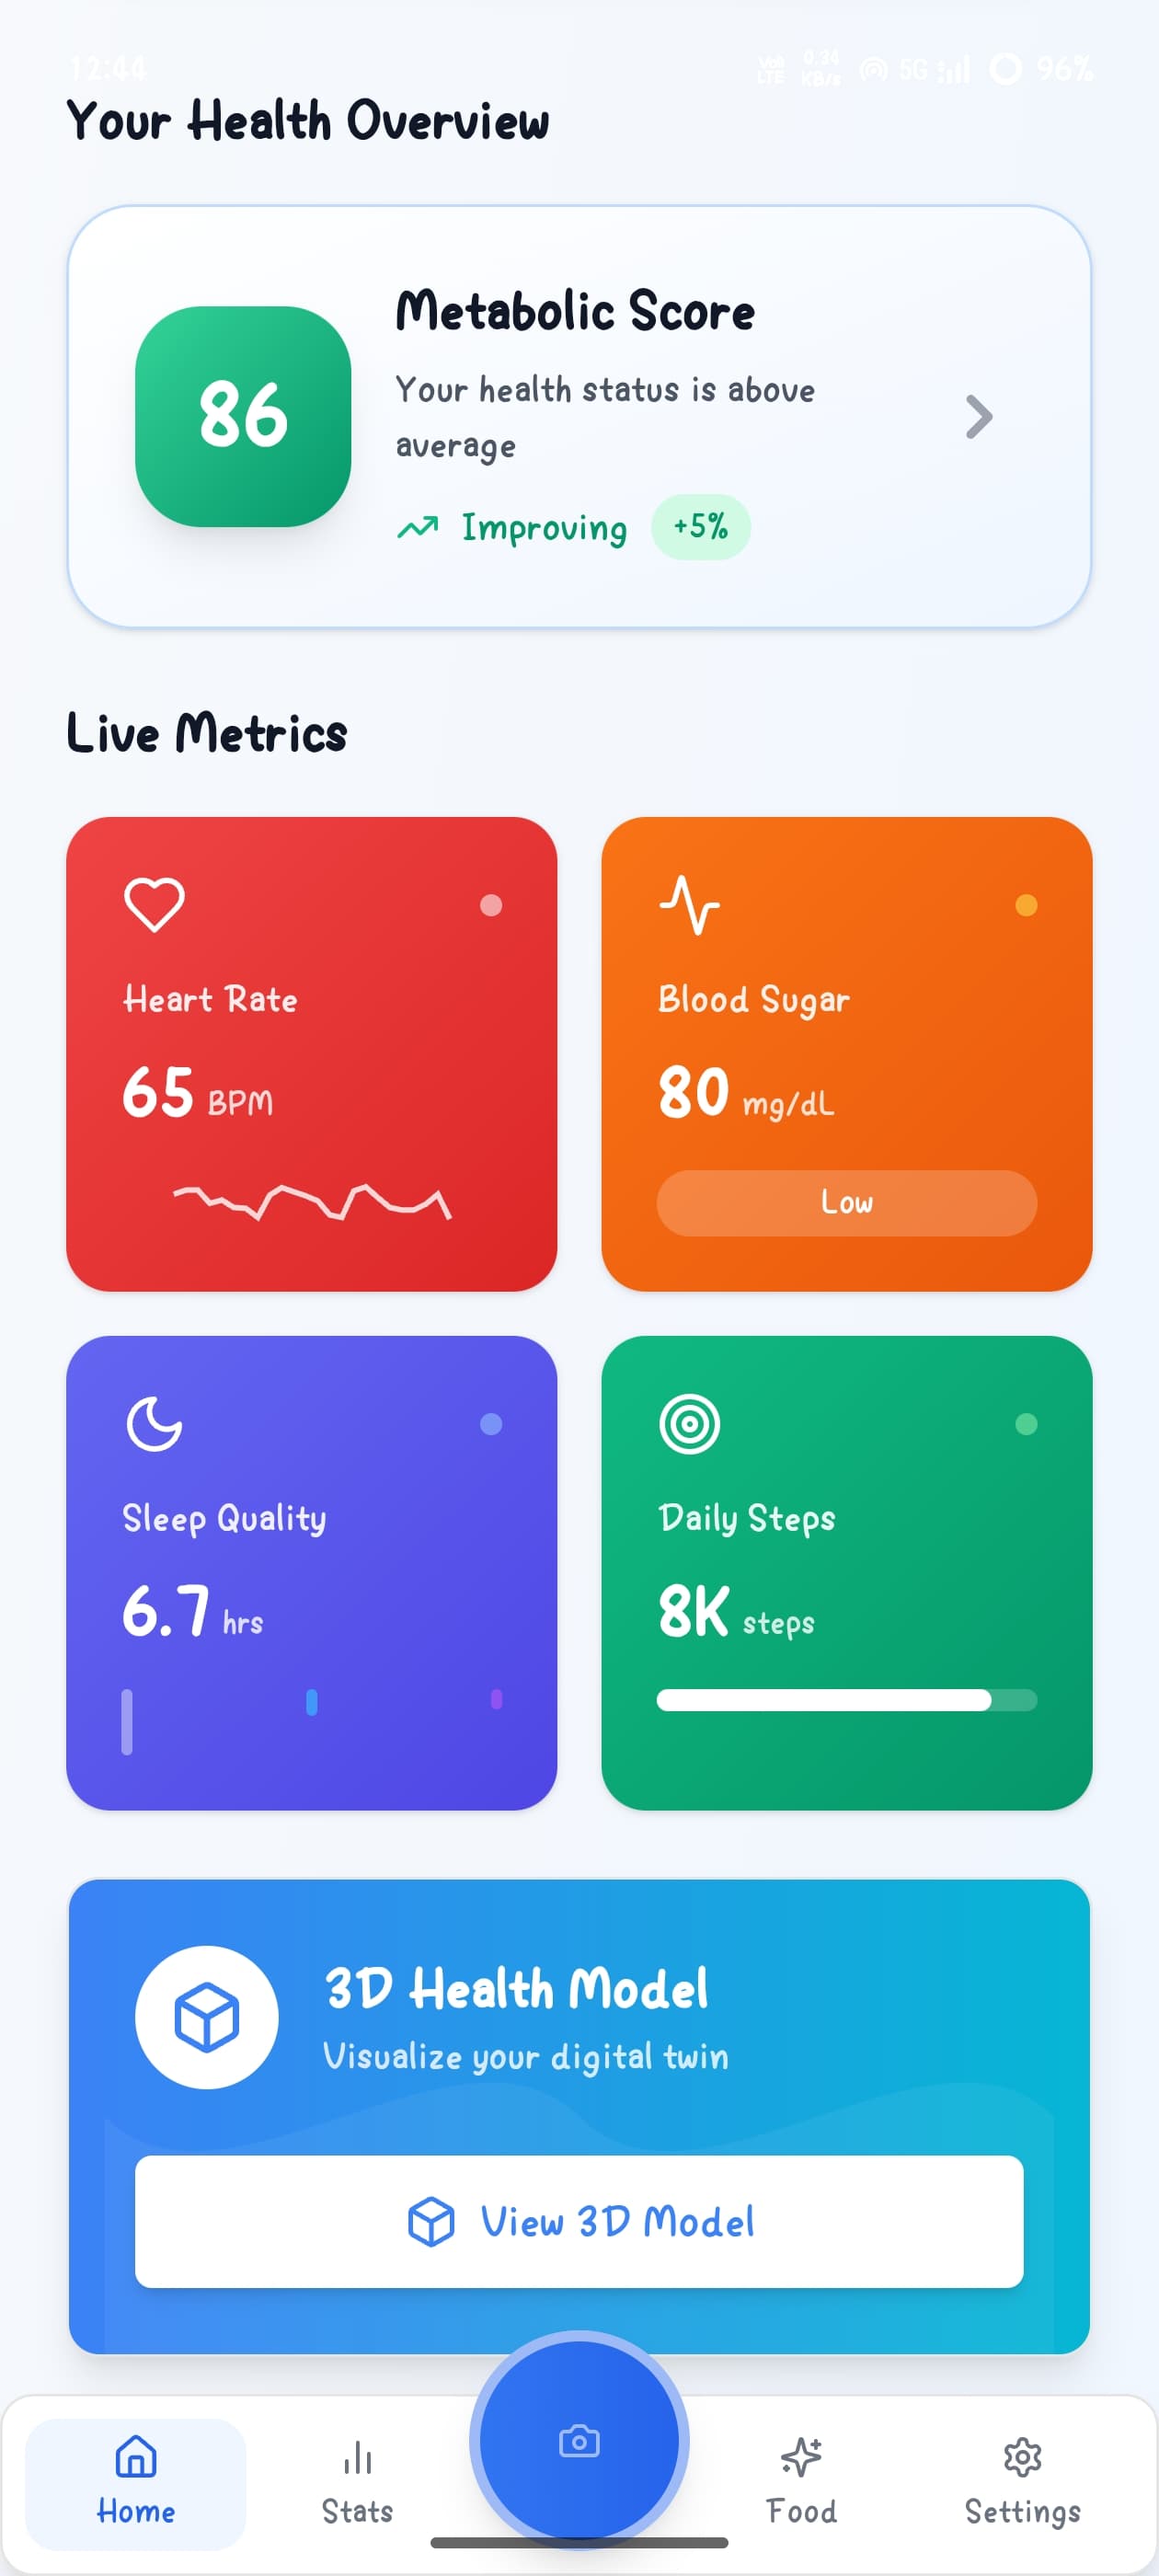 12:44
Vo)) LTE 0.34 KB/s 5G 96%
Your Health Overview
86
Metabolic Score
Your health status is above
average
Improving +5%
Live Metrics
Heart Rate
65 BPM
Blood Sugar
80 mg/dL
Low
Sleep Quality
6.7 hrs
Daily Steps
8K steps
3D Health Model
Visualize your digital twin
View 3D Model
Home
Stats
Food
Settings